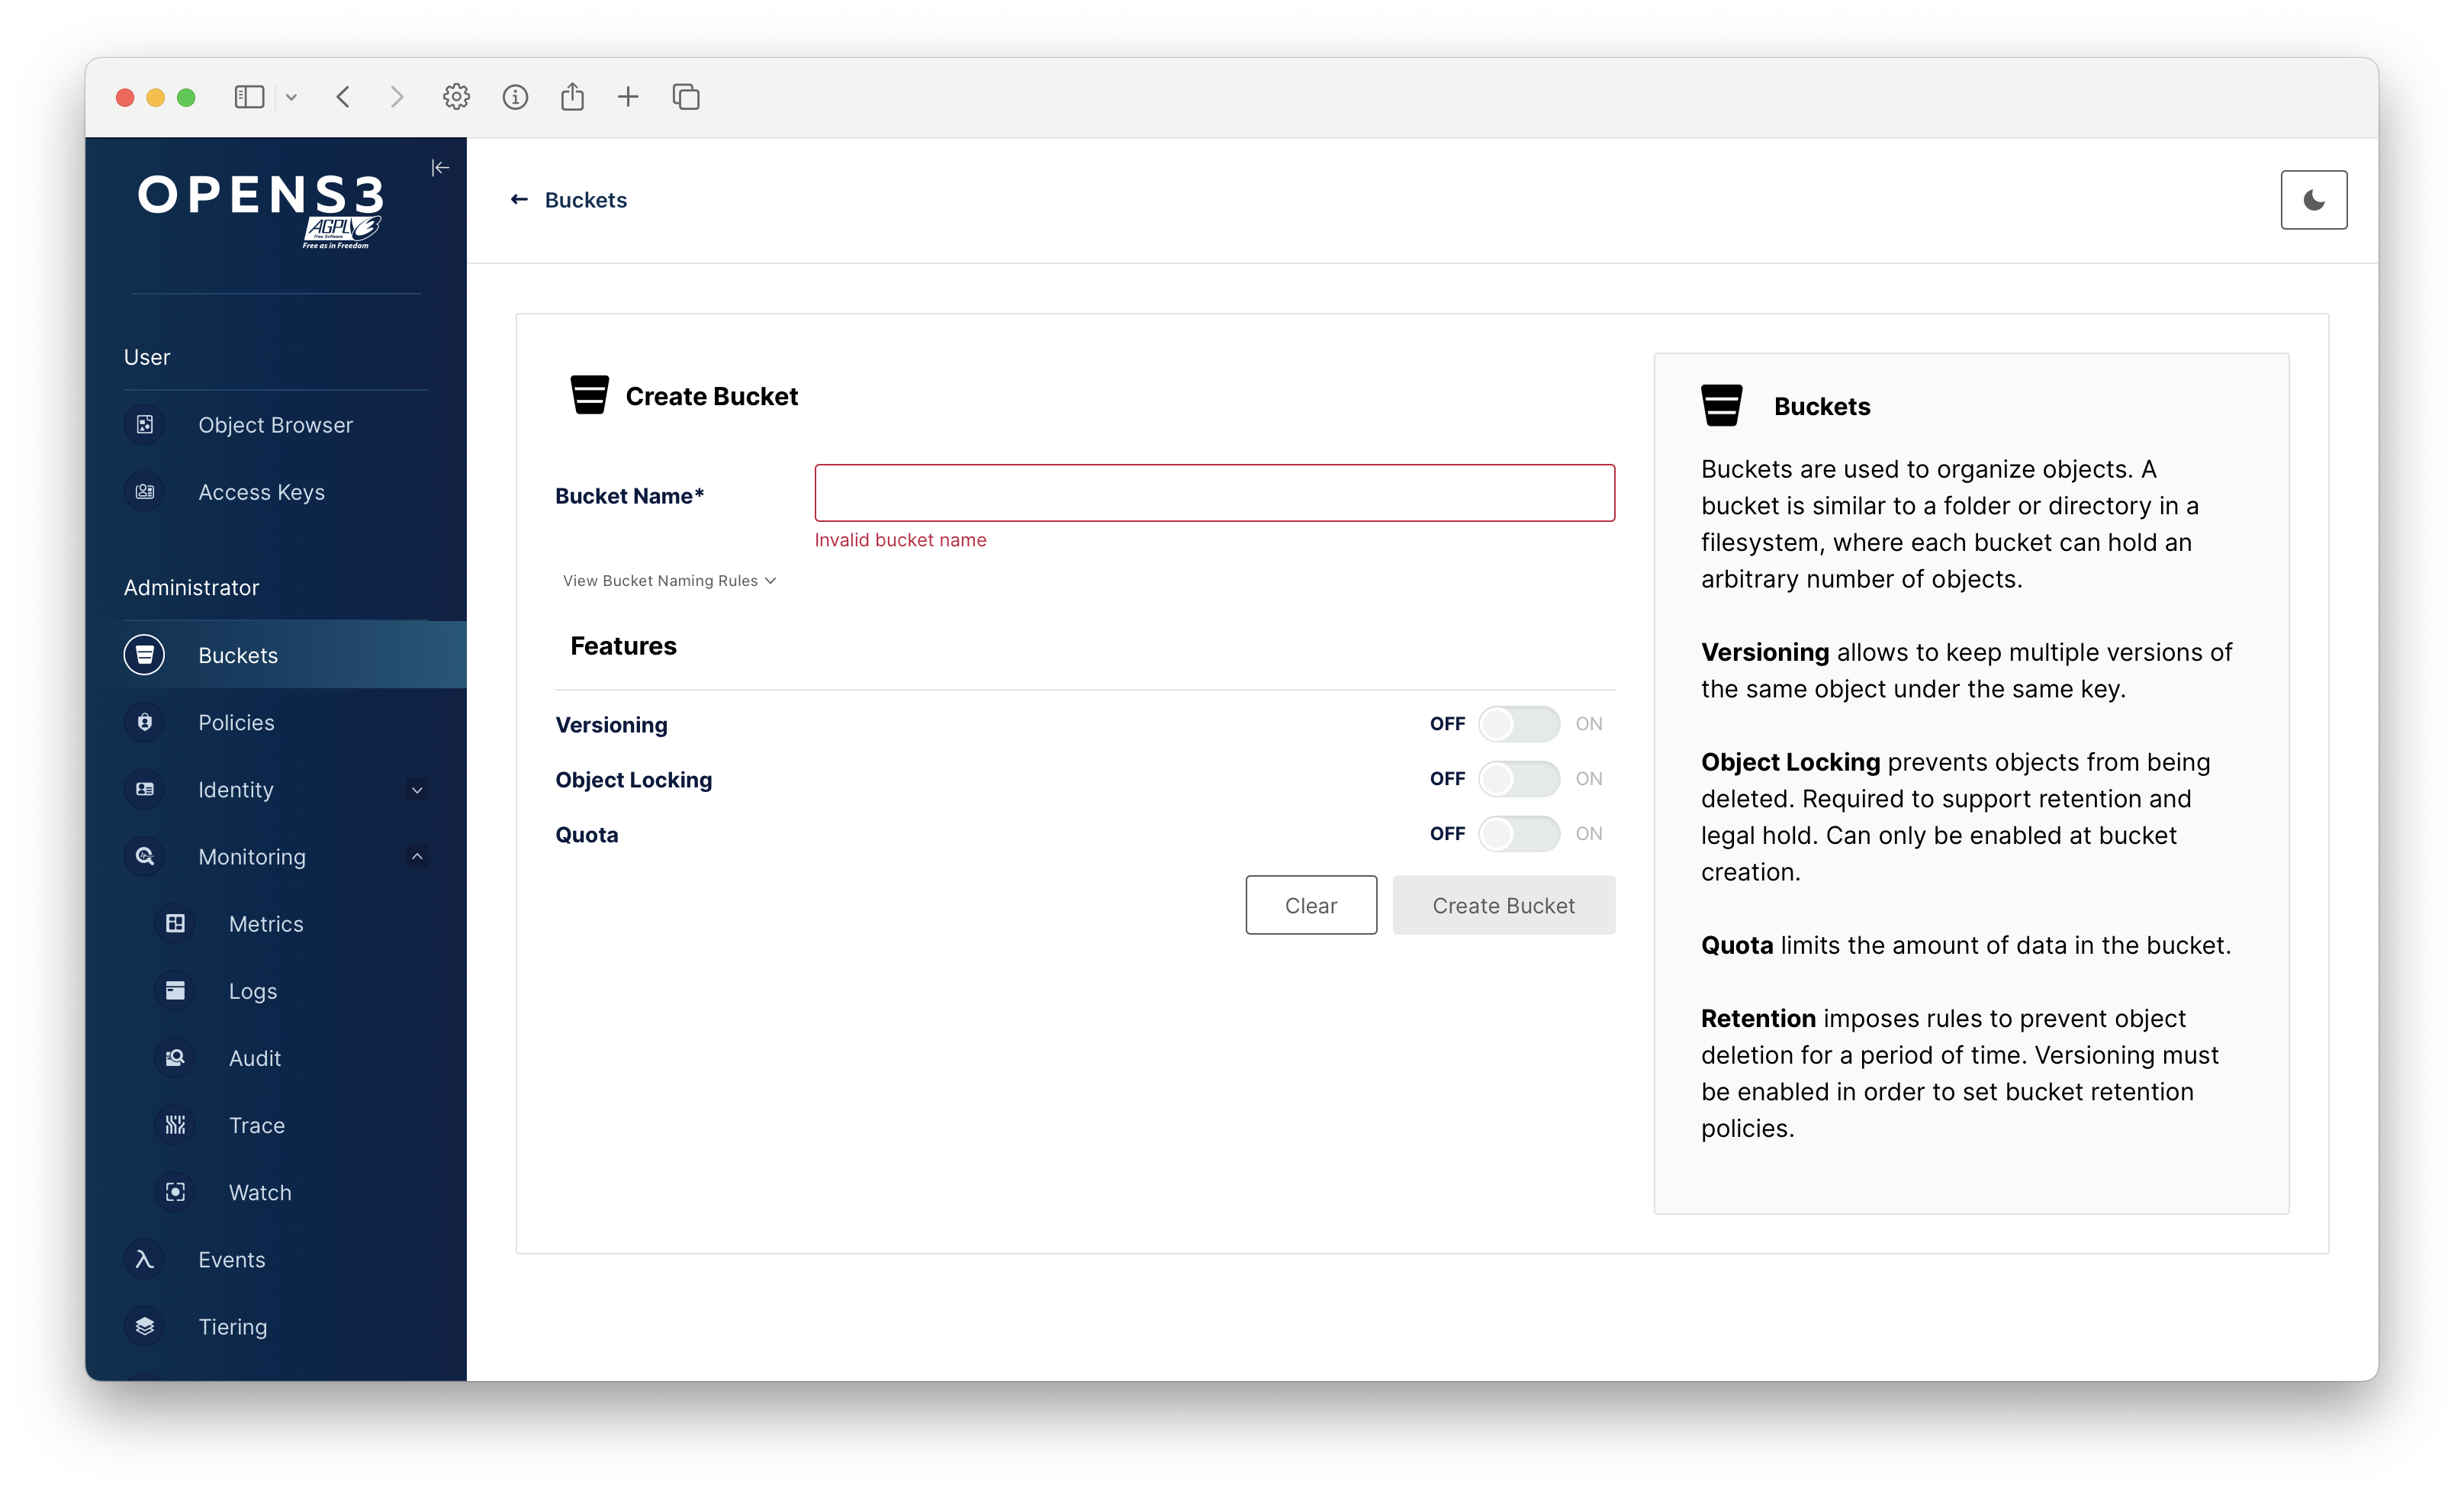 OPENS3
AGPL 3
Free Software
Free as in Freedom
User
Object Browser
Access Keys
Administrator
Buckets
Policies
Identity
Monitoring
Metrics
Logs
Audit
Trace
Watch
Events
Tiering
Buckets
Create Bucket
Bucket Name*
Invalid bucket name
View Bucket Naming Rules
Features
Versioning OFF ON
Object Locking OFF ON
Quota OFF ON
Clear Create Bucket
Buckets
Buckets are used to organize objects. A
bucket is similar to a folder or directory in a
filesystem, where each bucket can hold an
arbitrary number of objects.
Versioning allows to keep multiple versions of
the same object under the same key.
Object Locking prevents objects from being
deleted. Required to support retention and
legal hold. Can only be enabled at bucket
creation.
Quota limits the amount of data in the bucket.
Retention imposes rules to prevent object
deletion for a period of time. Versioning must
be enabled in order to set bucket retention
policies.